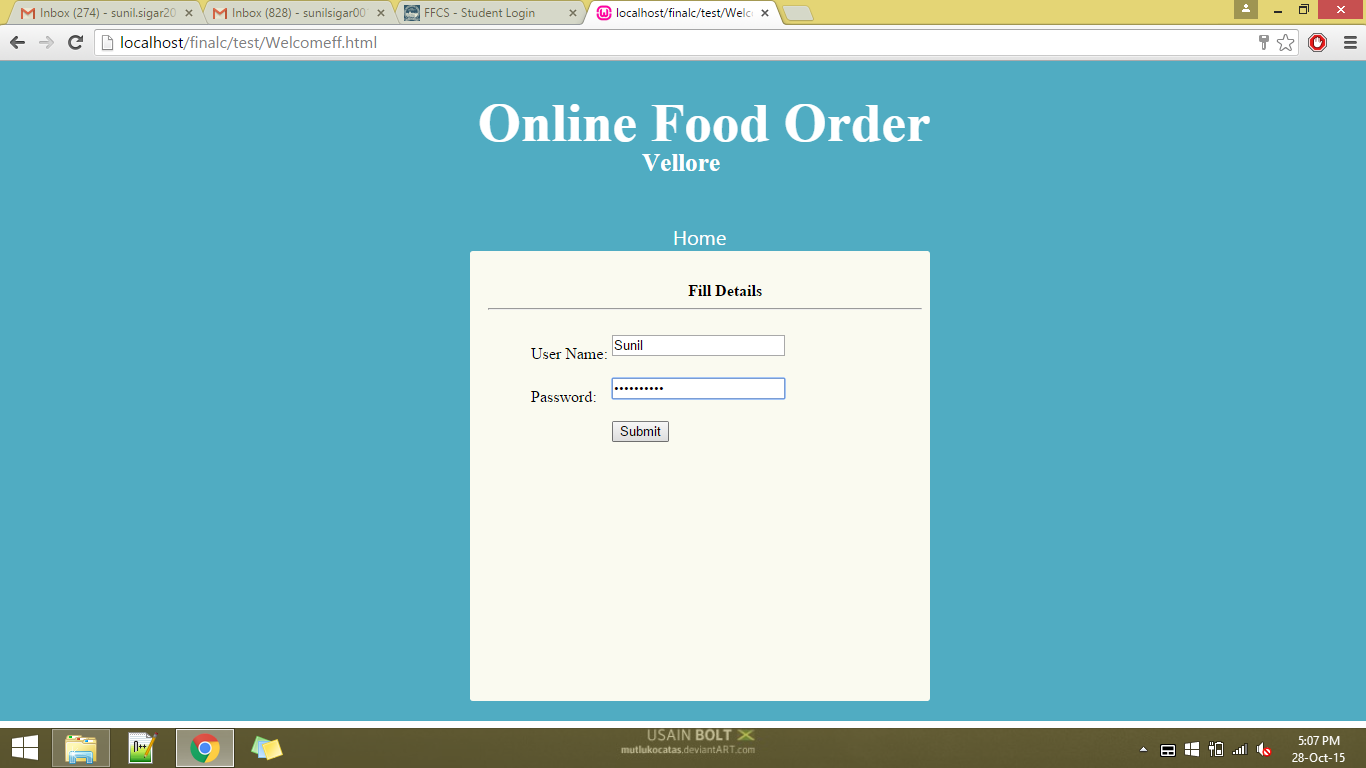 Inbox (274) - sunil.sigar20
Inbox (828) - sunilsigar00
FFCS - Student Login
localhost/finalc/test/Welc
localhost/finalc/test/Welcomeff.html
Online Food Order
Vellore
Home
Fill Details
User Name: Sunil
Password: ••••••••••
Submit
USAIN BOLT
mutlukocatas.deviantART.com
5:07 PM
28-Oct-15